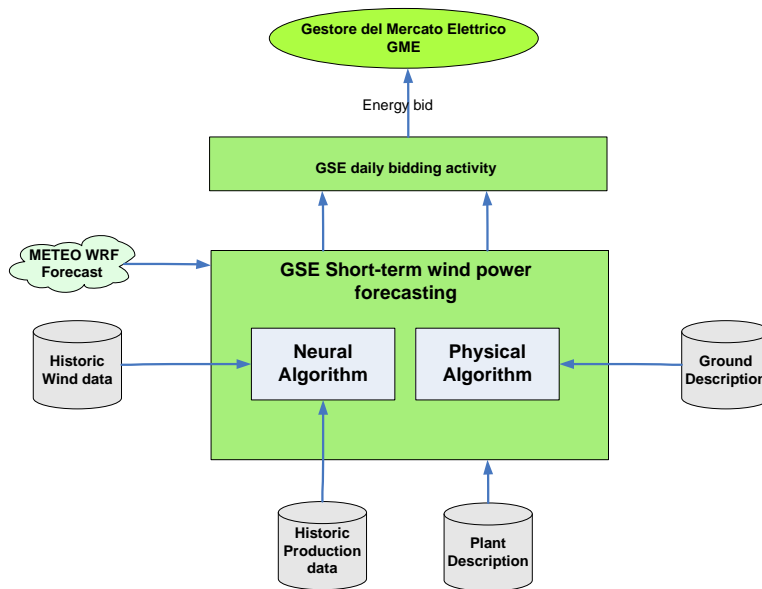 Gestore del Mercato Elettrico
GME
Energy bid
GSE daily bidding activity
METEO WRF
Forecast
GSE Short-term wind power
forecasting
Historic
Wind data
Neural
Algorithm
Physical
Algorithm
Ground
Description
Historic
Production
data
Plant
Description